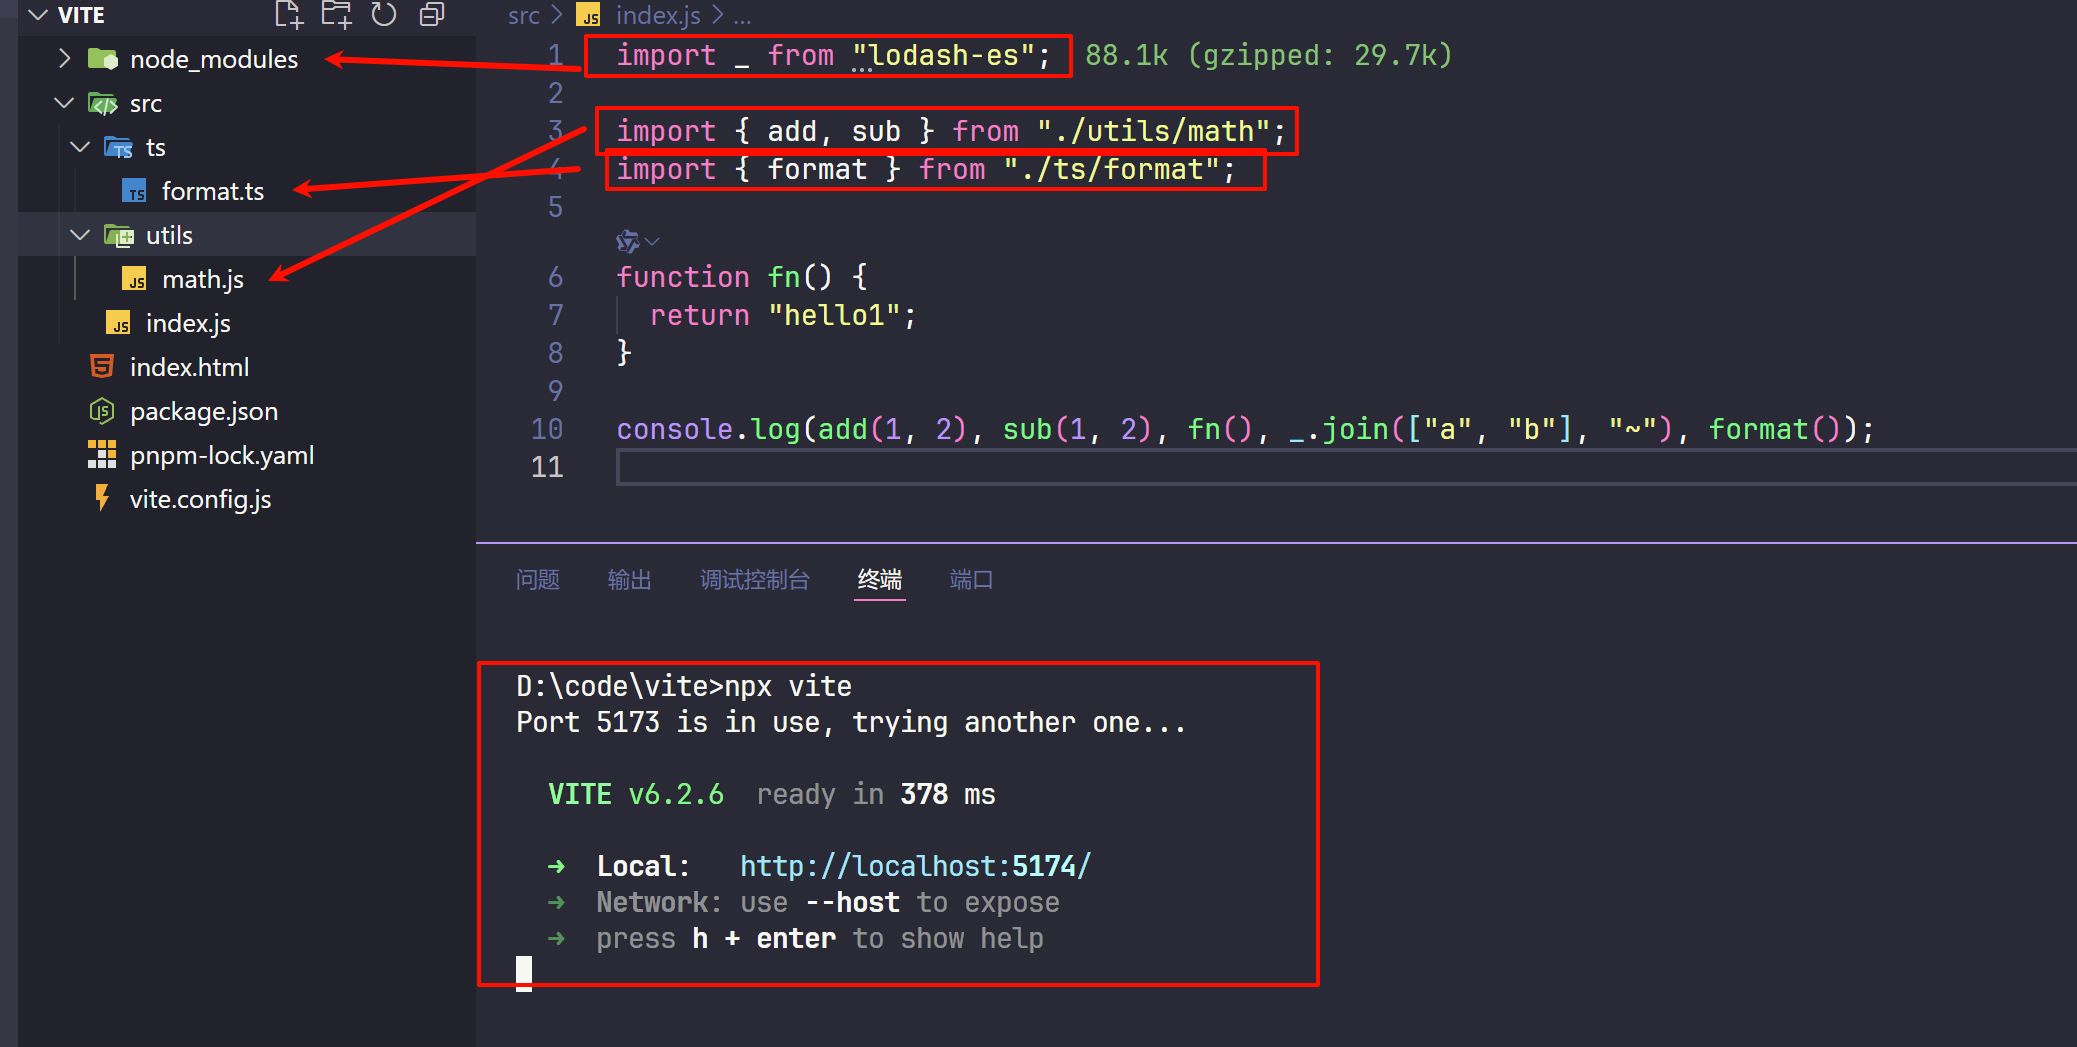 VITE
node_modules
src
ts
format.ts
utils
math.js
index.js
index.html
package.json
pnpm-lock.yaml
vite.config.js
src > index.js > ...
1 import _ from "lodash-es"; 88.1k (gzipped: 29.7k)
2
3 import { add, sub } from "./utils/math";
4 import { format } from "./ts/format";
5
6 function fn() {
7 return "hello1";
8 }
9
10 console.log(add(1, 2), sub(1, 2), fn(), _.join(["a", "b"], "~"), format());
11
问题 输出 调试控制台 终端 端口
D:\code\vite>npx vite
Port 5173 is in use, trying another one...
VITE v6.2.6 ready in 378 ms
➜ Local: http://localhost:5174/
➜ Network: use --host to expose
➜ press h + enter to show help